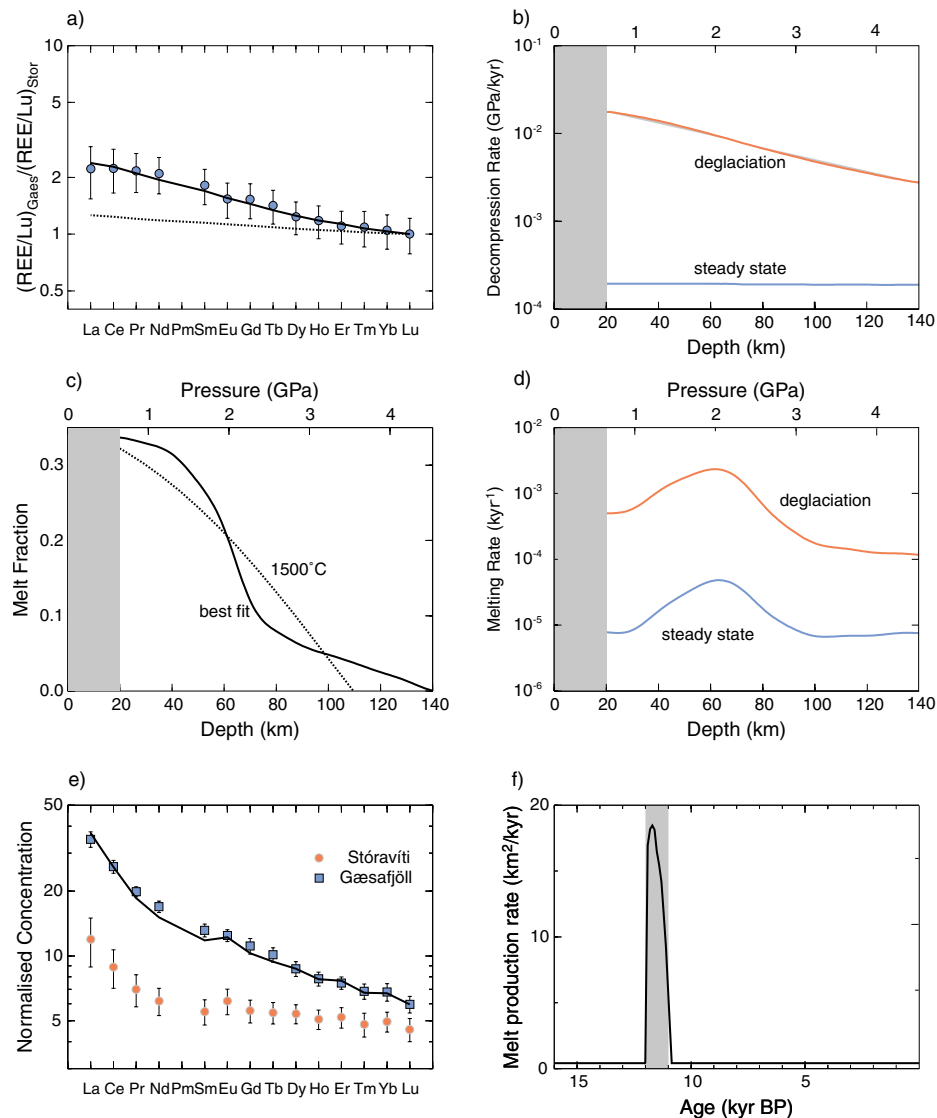 a)
10
5
2
1
0.5
(REE/Lu)Gaes/(REE/Lu)Stor
La Ce Pr Nd Pm Sm Eu Gd Tb Dy Ho Er Tm Yb Lu
b)
0 1 2 3 4
10⁻¹
10⁻²
10⁻³
10⁻⁴
Decompression Rate (GPa/kyr)
deglaciation
steady state
0 20 40 60 80 100 120 140
Depth (km)
c)
Pressure (GPa)
0 1 2 3 4
0.3
0.2
0.1
0.0
Melt Fraction
1500°C
best fit
0 20 40 60 80 100 120 140
Depth (km)
d)
Pressure (GPa)
0 1 2 3 4
10⁻²
10⁻³
10⁻⁴
10⁻⁵
10⁻⁶
Melting Rate (kyr⁻¹)
deglaciation
steady state
0 20 40 60 80 100 120 140
Depth (km)
e)
50
20
10
5
Normalised Concentration
Stóravíti
Gæsafjöll
La Ce Pr Nd Pm Sm Eu Gd Tb Dy Ho Er Tm Yb Lu
f)
20
10
0
Melt production rate (km²/kyr)
15 10 5
Age (kyr BP)